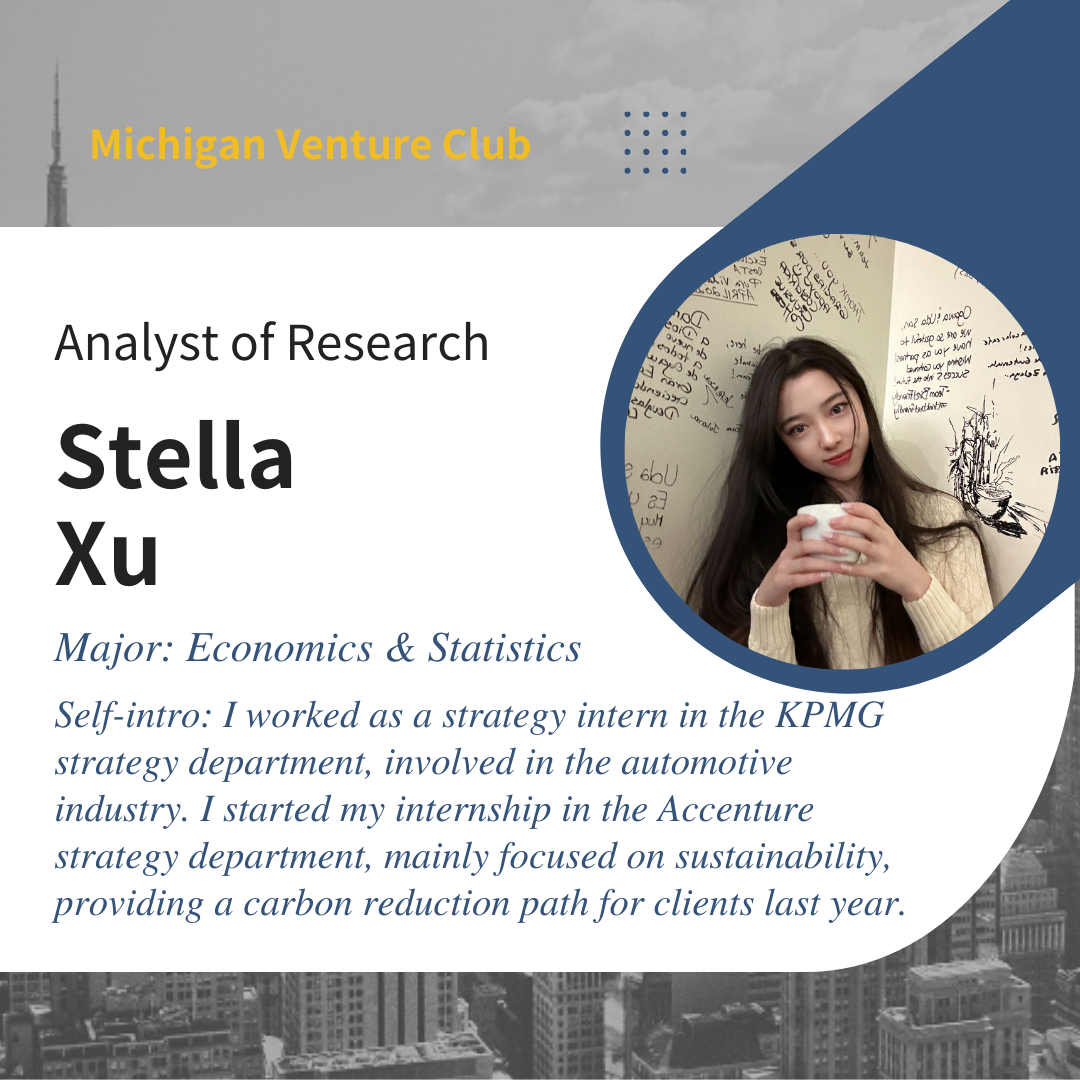 Michigan Venture Club
Analyst of Research
Stella
Xu
Major: Economics & Statistics
Self-intro: I worked as a strategy intern in the KPMG
strategy department, involved in the automotive
industry. I started my internship in the Accenture
strategy department, mainly focused on sustainability,
providing a carbon reduction path for clients last year.